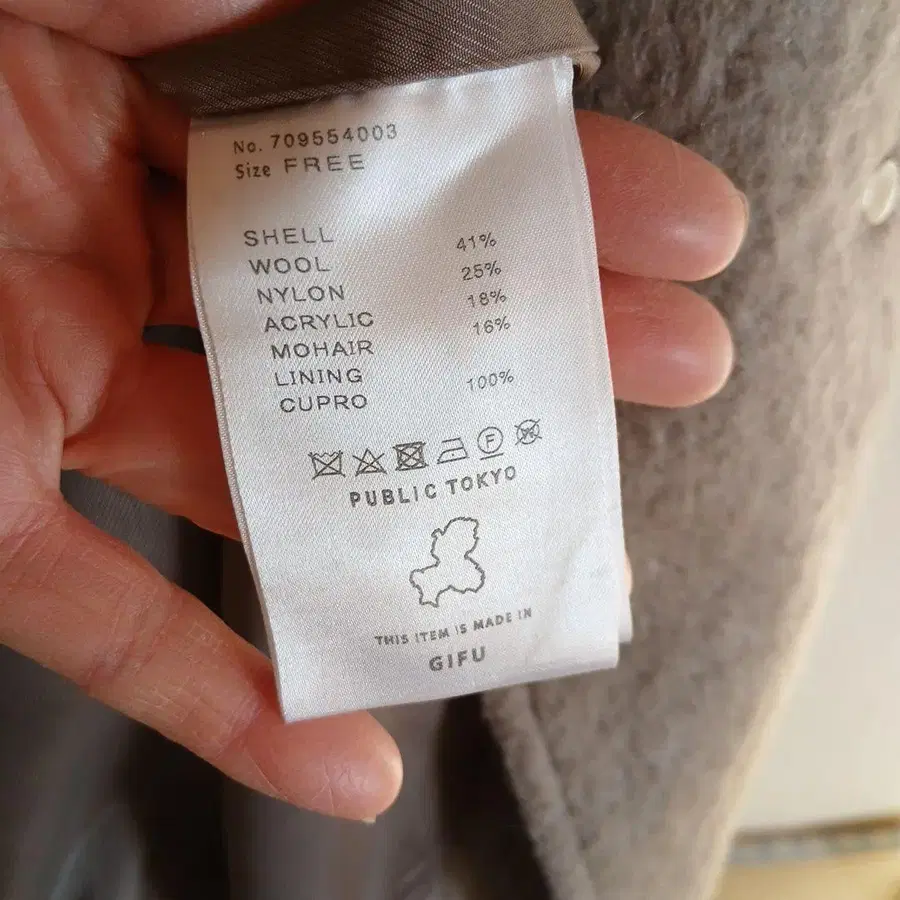 No. 709554003
Size FREE
SHELL
WOOL 41%
NYLON 25%
ACRYLIC 18%
MOHAIR 16%
LINING
CUPRO 100%
F
PUBLIC TOKYO
THIS ITEM IS MADE IN
GIFU